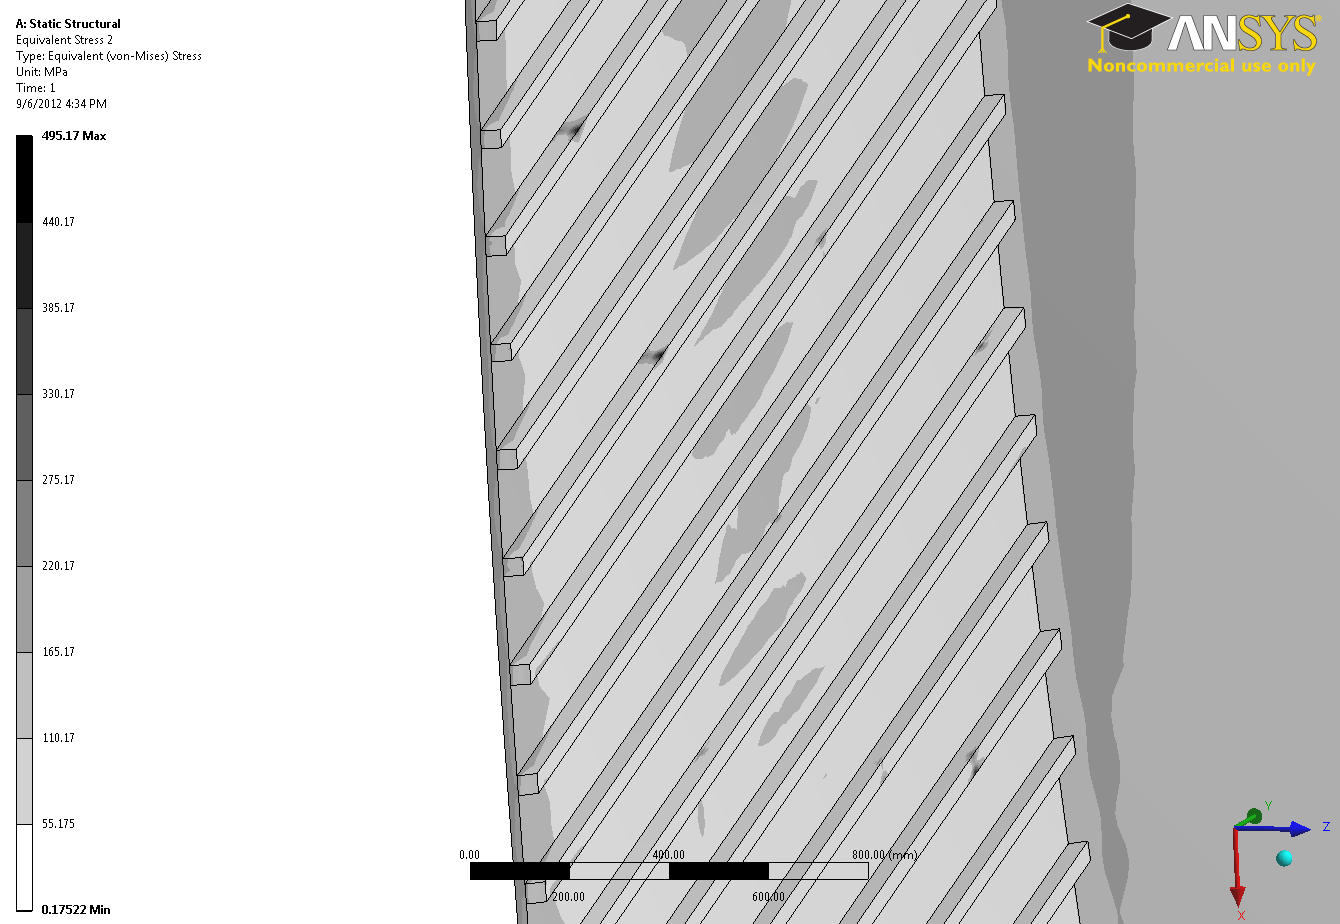 A: Static Structural
Equivalent Stress 2
Type: Equivalent (von-Mises) Stress
Unit: MPa
Time: 1
9/6/2012 4:34 PM
ANSYS
Noncommercial use only
495.17 Max
440.17
385.17
330.17
275.17
220.17
165.17
110.17
55.175
0.17522 Min
0.00 400.00 800.00 (mm)
200.00 600.00
Y
Z
X